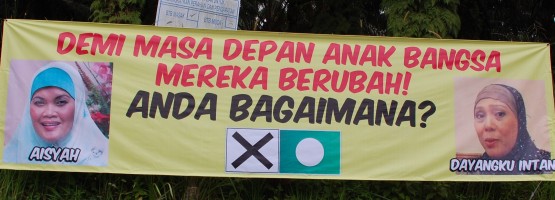 DEMI MASA DEPAN ANAK BANGSA
MEREKA BERUBAH!
ANDA BAGAIMANA?
AISYAH
DAYANGKU INTAN